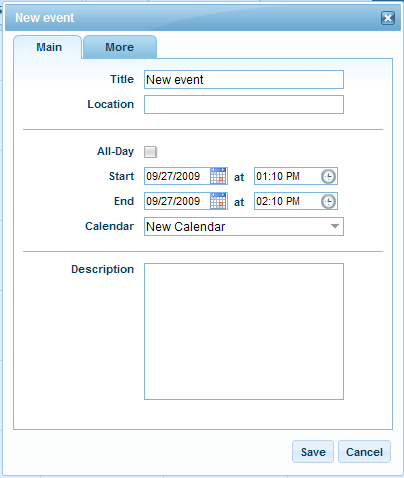 New event
Main More
Title New event
Location
All-Day
Start 09/27/2009 at 01:10 PM
End 09/27/2009 at 02:10 PM
Calendar New Calendar
Description
Save Cancel